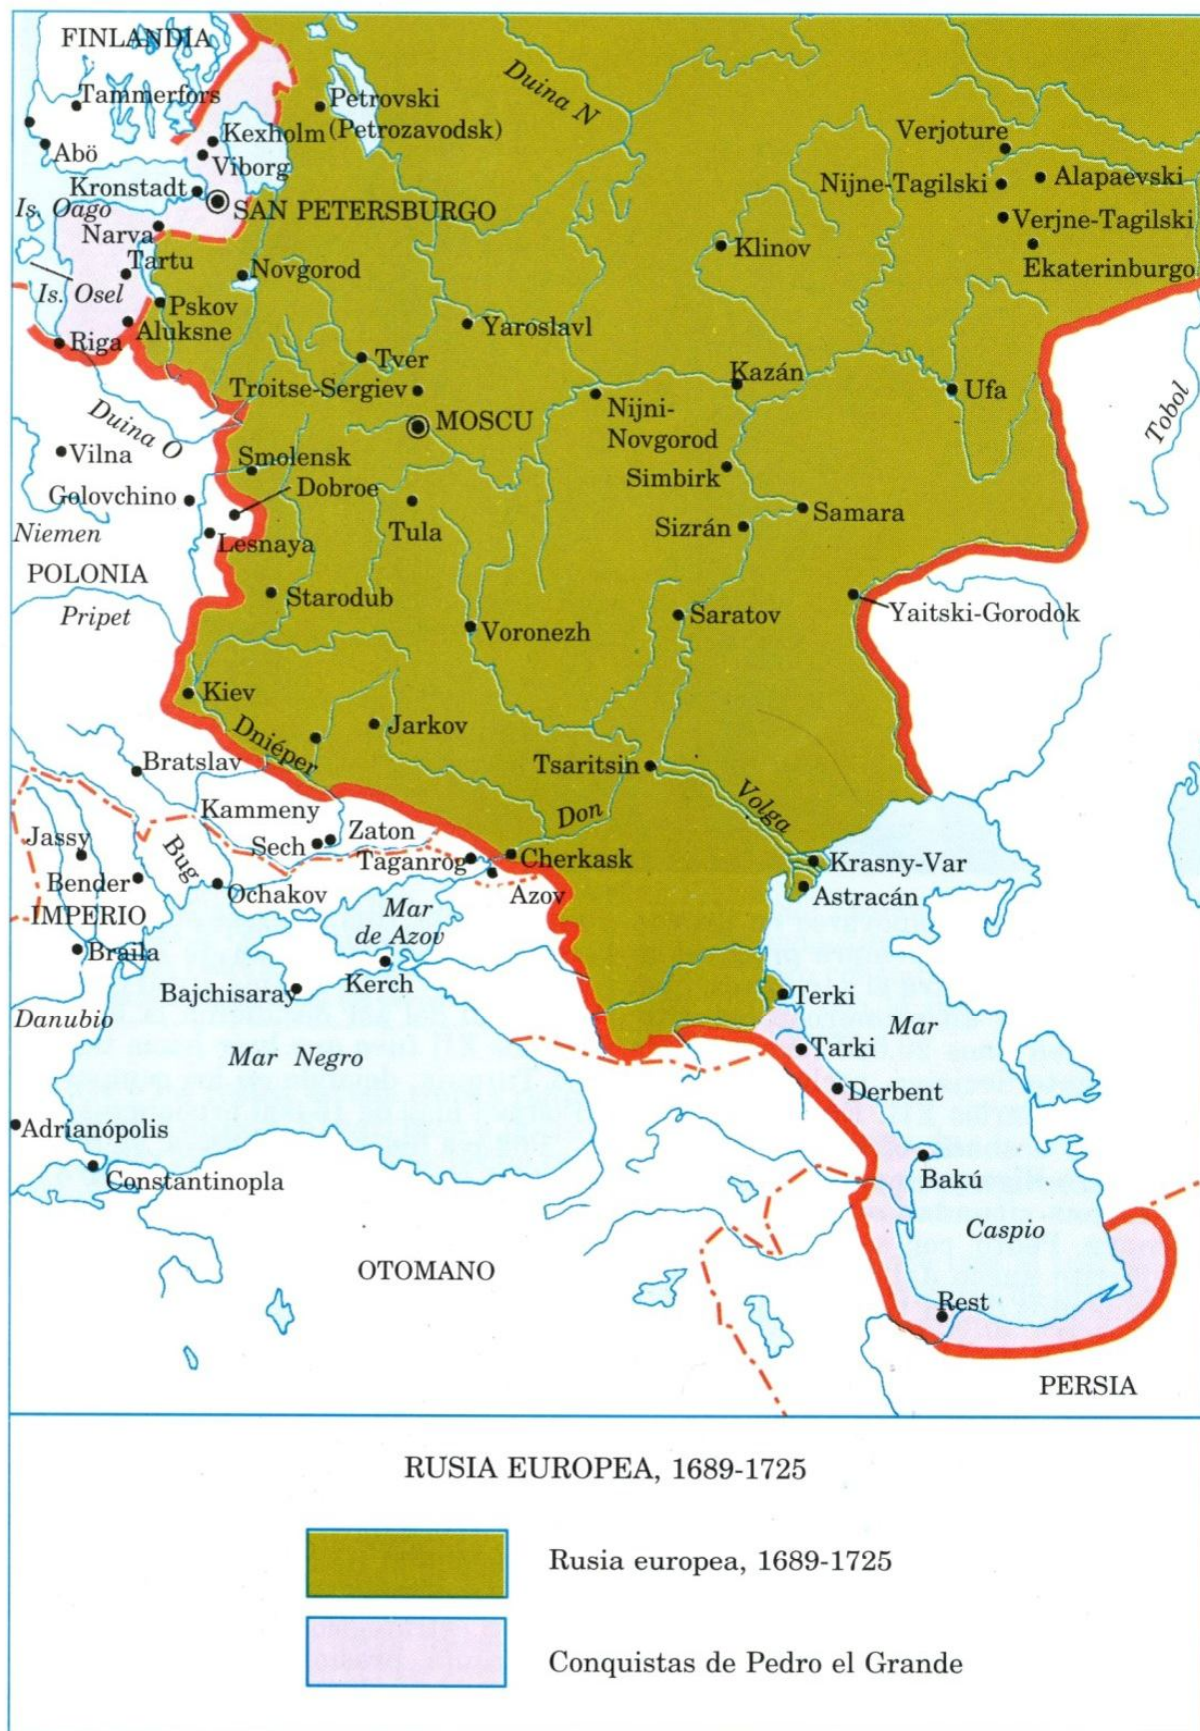 FINLANDIA
Tammerfors
Abö
Duina N
Petrovski
(Petrozavodsk)
Kexholm
Viborg
Kronstadt
SAN PETERSBURGO
Is. Oago
Narva
Tartu
Is. Osel
Novgorod
Pskov
Aluksne
Riga
Verjoture
Nijne-Tagilski
Alapaevski
Verjne-Tagilski
Ekaterinburgo
Klinov
Yaroslavl
Tver
Troitse-Sergiev
MOSCU
Kazán
Nijni-
Novgorod
Ufa
Tobol
Duina O
Vilna
Smolensk
Golovchino
Dobroe
Niemen
Lesnaya
Tula
Simbirk
Sizrán
Samara
POLONIA
Pripet
Starodub
Voronezh
Saratov
Yaitski-Gorodok
Kiev
Dniéper
Jarkov
Bratslav
Tsaritsin
Don
Volga
Kammeny
Sech
Zaton
Jassy
Bug
Taganrog
Cherkask
Krasny-Var
Bender
Ochakov
Azov
Astracán
IMPERIO
Mar
de Azov
Braila
Bajchisaray
Kerch
Terki
Danubio
Mar Negro
Mar
Tarki
Derbent
Adrianópolis
Constantinopla
Bakú
Caspio
OTOMANO
Rest
PERSIA
RUSIA EUROPEA, 1689-1725
Rusia europea, 1689-1725
Conquistas de Pedro el Grande